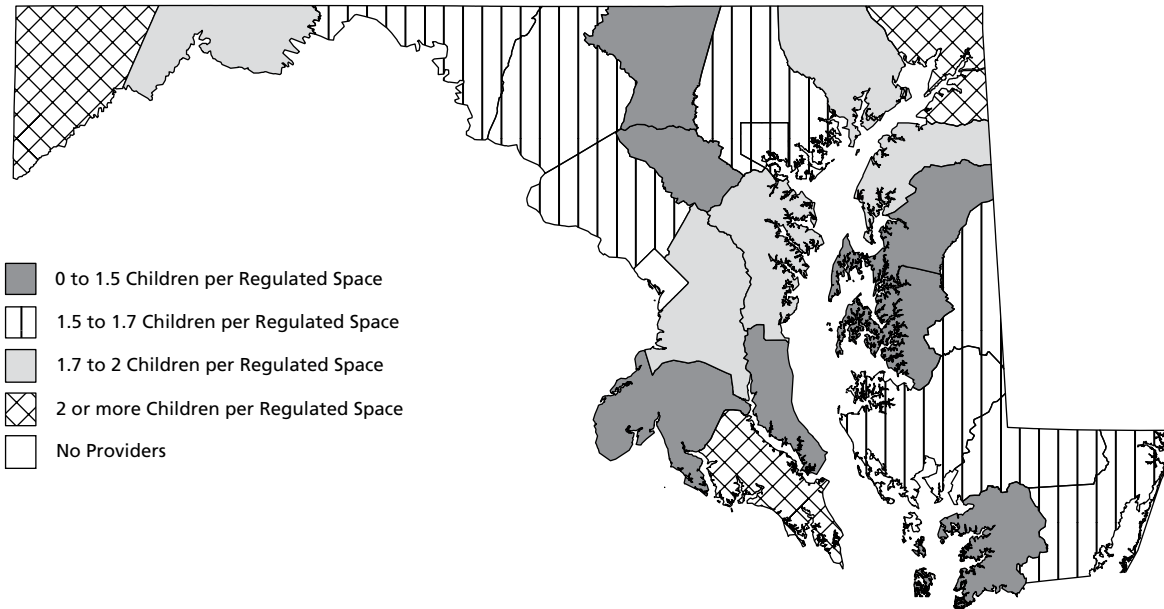 0 to 1.5 Children per Regulated Space
1.5 to 1.7 Children per Regulated Space
1.7 to 2 Children per Regulated Space
2 or more Children per Regulated Space
No Providers